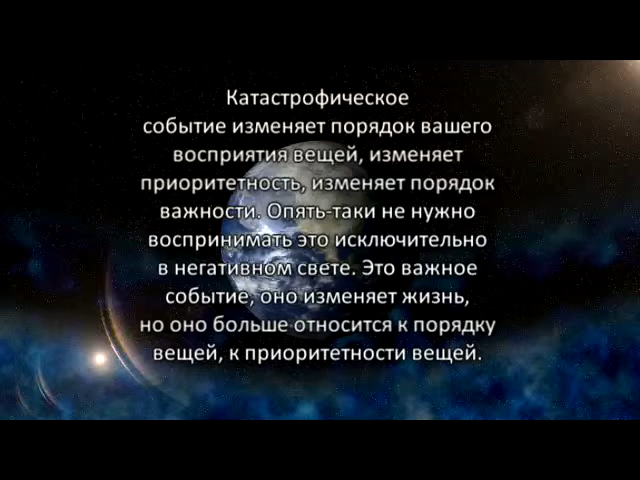 Катастрофическое
событие изменяет порядок вашего
восприятия вещей, изменяет
приоритетность, изменяет порядок
важности. Опять-таки не нужно
воспринимать это исключительно
в негативном свете. Это важное
событие, оно изменяет жизнь,
но оно больше относится к порядку
вещей, к приоритетности вещей.